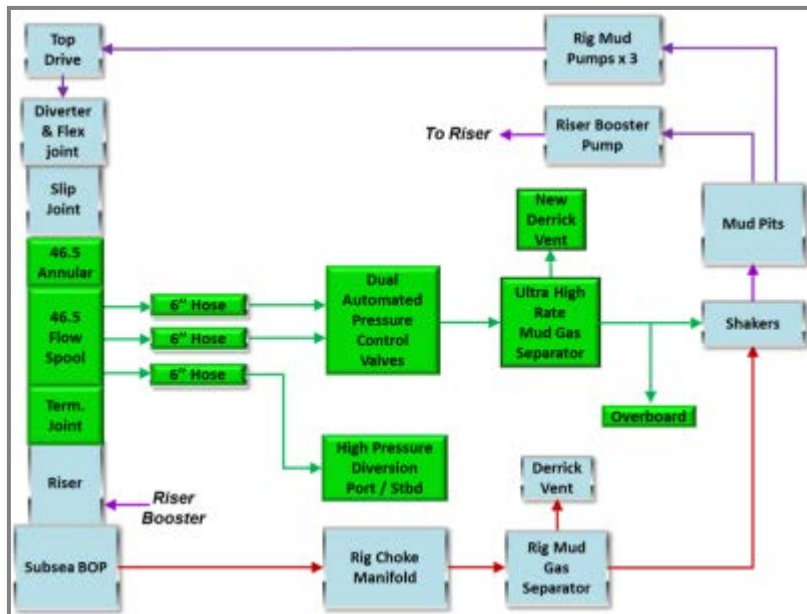 Top
Drive
Rig Mud
Pumps x 3
Diverter
& Flex
joint
To Riser
Riser Booster
Pump
Slip
Joint
New
Derrick
Vent
Mud Pits
46.5
Annular
46.5
Flow
Spool
6” Hose
6” Hose
6” Hose
Dual
Automated
Pressure
Control
Valves
Ultra High
Rate
Mud Gas
Separator
Shakers
Term.
Joint
Overboard
High Pressure
Diversion
Port / Stbd
Riser
Riser
Booster
Derrick
Vent
Subsea BOP
Rig Choke
Manifold
Rig Mud
Gas
Separator